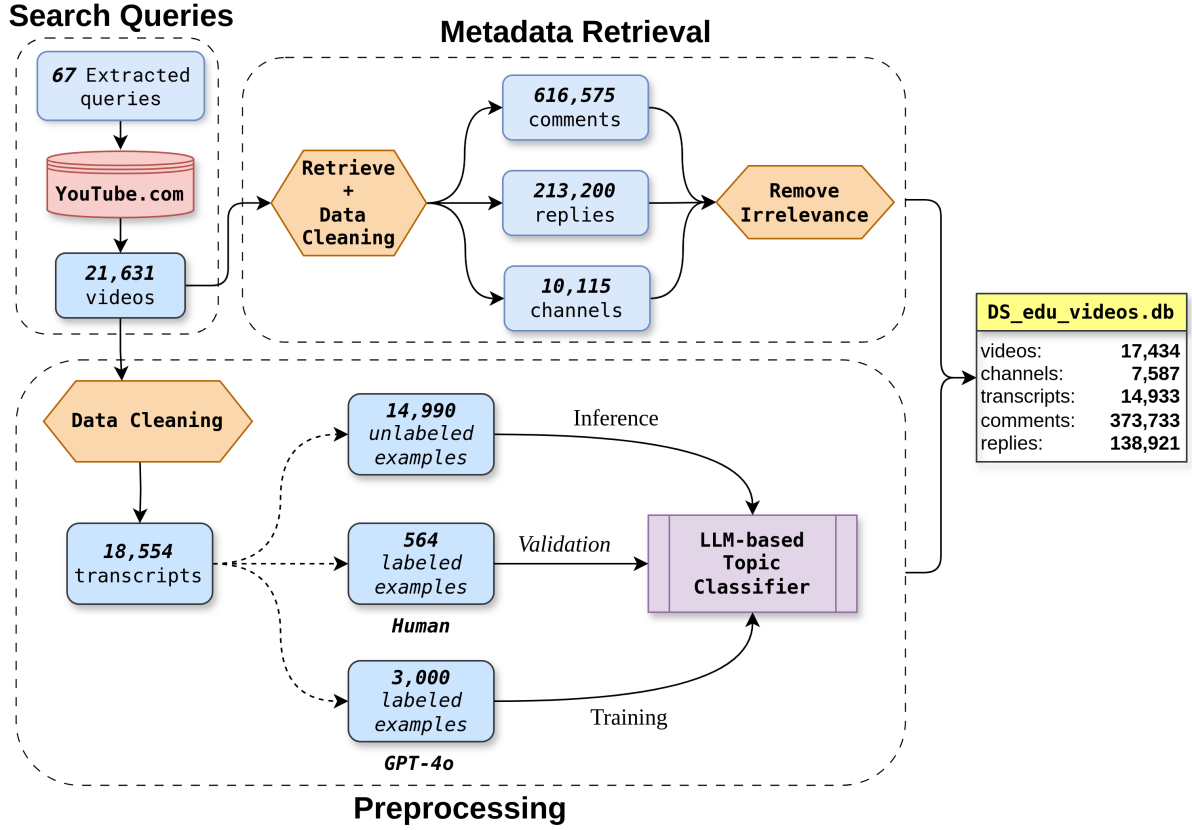 Search Queries
67 Extracted
queries
YouTube.com
21,631
videos
Metadata Retrieval
Retrieve
+
Data
Cleaning
616,575
comments
213,200
replies
10,115
channels
Remove
Irrelevance
DS_edu_videos.db
videos: 17,434
channels: 7,587
transcripts: 14,933
comments: 373,733
replies: 138,921
Data Cleaning
18,554
transcripts
14,990
unlabeled
examples
Inference
564
labeled
examples
Human
Validation
3,000
labeled
examples
GPT-4o
Training
LLM-based
Topic
Classifier
Preprocessing